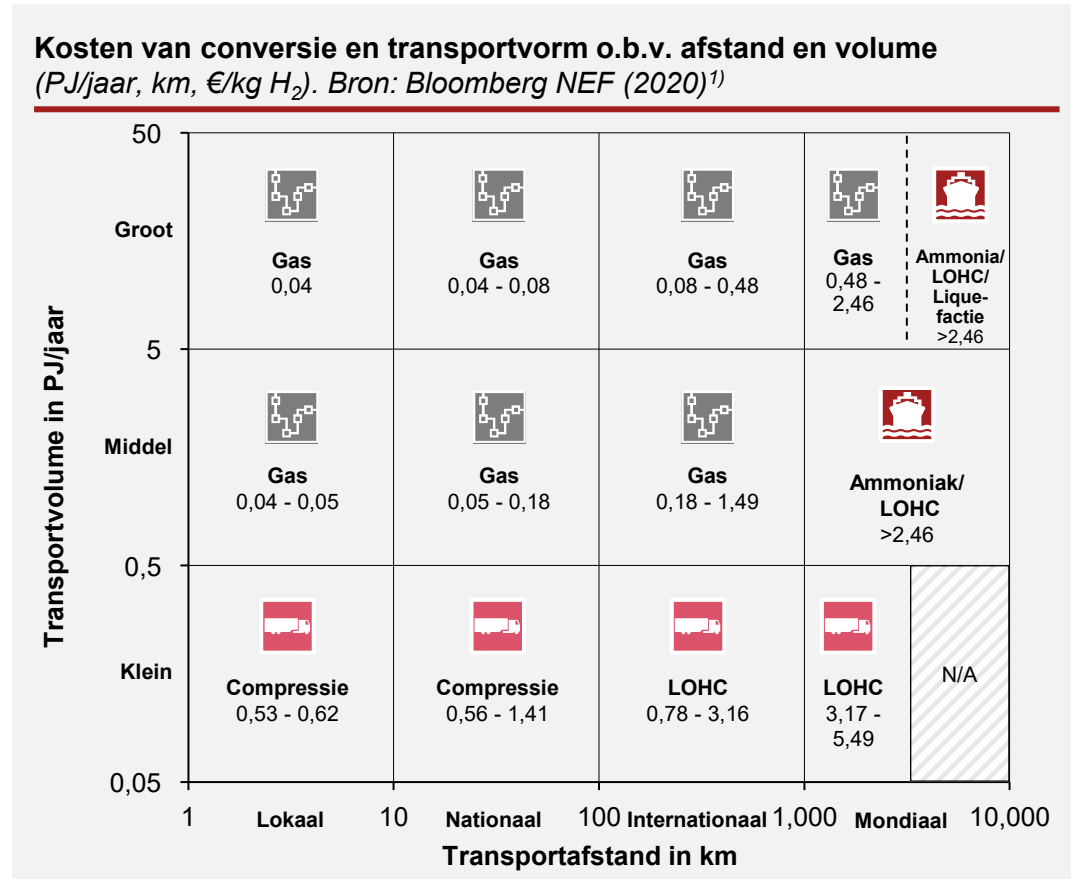 Kosten van conversie en transportvorm o.b.v. afstand en volume
(PJ/jaar, km, €/kg H2). Bron: Bloomberg NEF (2020)1)
Transportvolume in PJ/jaar
50
Groot
Gas
0,04
Gas
0,04 - 0,08
Gas
0,08 - 0,48
Gas
0,48 -
2,46
Ammonia/
LOHC/
Lique-
factie
>2,46
5
Middel
Gas
0,04 - 0,05
Gas
0,05 - 0,18
Gas
0,18 - 1,49
Ammoniak/
LOHC
>2,46
0,5
Klein
Compressie
0,53 - 0,62
Compressie
0,56 - 1,41
LOHC
0,78 - 3,16
LOHC
3,17 -
5,49
N/A
0,05
1 Lokaal 10 Nationaal 100 Internationaal 1,000 Mondiaal 10,000
Transportafstand in km